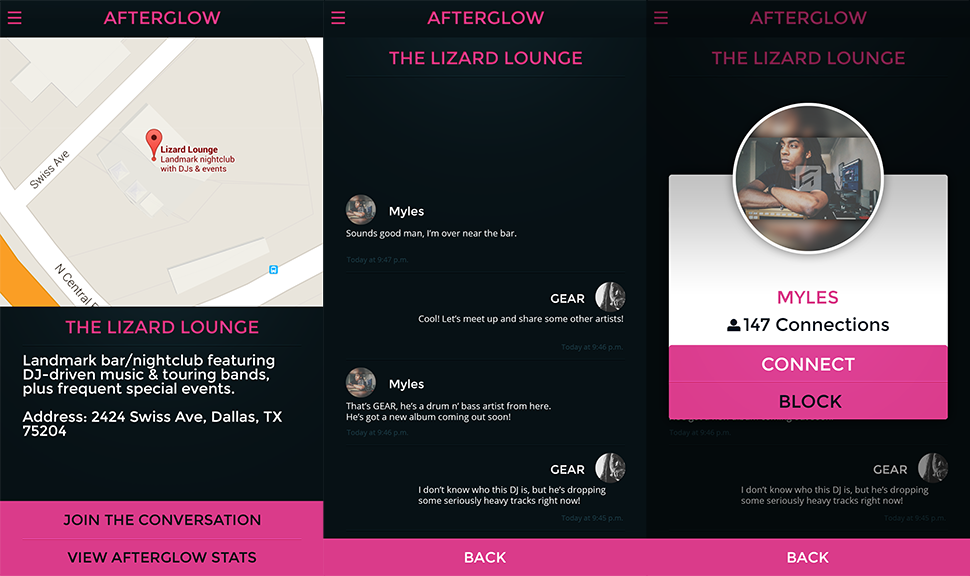 AFTERGLOW
Swiss Ave
Lizard Lounge
Landmark nightclub
with DJs & events
N Central
THE LIZARD LOUNGE
Landmark bar/nightclub featuring
DJ-driven music & touring bands,
plus frequent special events.
Address: 2424 Swiss Ave, Dallas, TX
75204
JOIN THE CONVERSATION
VIEW AFTERGLOW STATS
AFTERGLOW
THE LIZARD LOUNGE
Myles
Sounds good man, I'm over near the bar.
Today at 9:47 p.m.
GEAR
Cool! Let's meet up and share some other artists!
Today at 9:46 p.m.
Myles
That's GEAR, he's a drum n' bass artist from here.
He's got a new album coming out soon!
Today at 9:46 p.m.
GEAR
I don't know who this DJ is, but he's dropping
some seriously heavy tracks right now!
Today at 9:45 p.m.
BACK
AFTERGLOW
THE LIZARD LOUNGE
MYLES
147 Connections
CONNECT
BLOCK
Today at 9:46 p.m.
GEAR
I don't know who this DJ is, but he's dropping
some seriously heavy tracks right now!
Today at 9:45 p.m.
BACK